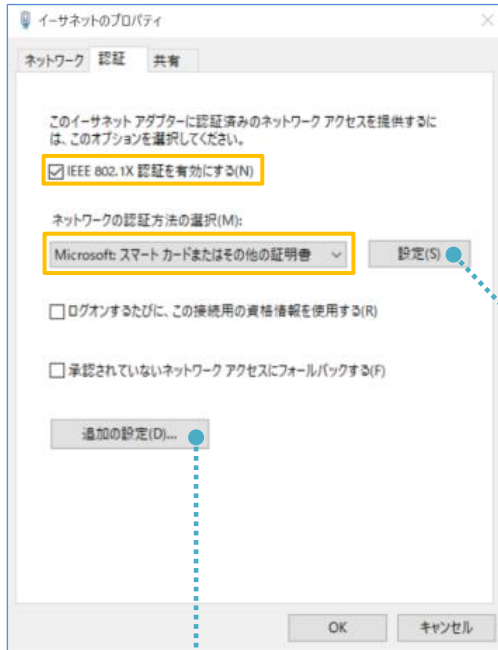 イーサネットのプロパティ
ネットワーク 認証 共有
このイーサネット アダプターに認証済みのネットワーク アクセスを提供するに
は、このオプションを選択してください。
IEEE 802.1X 認証を有効にする(N)
ネットワークの認証方法の選択(M):
Microsoft: スマート カードまたはその他の証明書
設定(S)
ログオンするたびに、この接続用の資格情報を使用する(R)
承認されていないネットワーク アクセスにフォールバックする(F)
追加の設定(D)...
OK キャンセル